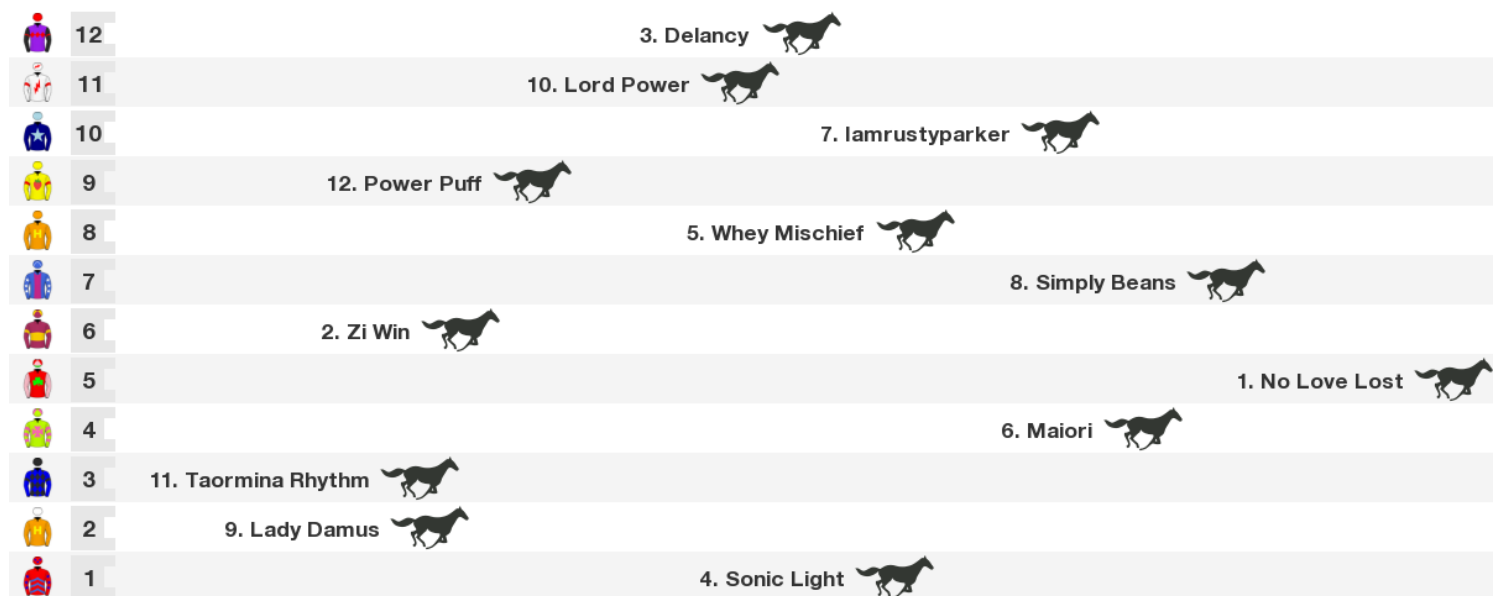 12 3. Delancy
11 10. Lord Power
10 7. Iamrustyparker
9 12. Power Puff
H 8 5. Whey Mischief
7 8. Simply Beans
6 2. Zi Win
5 1. No Love Lost
4 6. Maiori
3 11. Taormina Rhythm
H 2 9. Lady Damus
1 4. Sonic Light